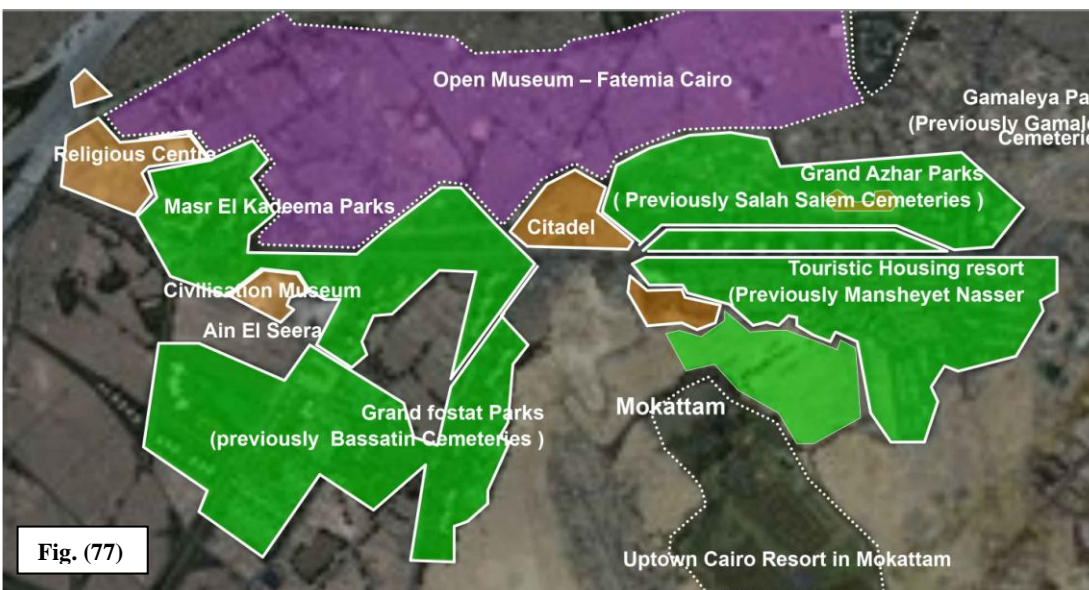 Open Museum – Fatemia Cairo
Gamaleya Pa
(Previously Gamale
Cemeterie
Religious Centre
Grand Azhar Parks
( Previously Salah Salem Cemeteries )
Masr El Kadeema Parks
Citadel
Touristic Housing resort
(Previously Mansheyet Nasser
Civilisation Museum
Ain El Seera
Mokattam
Grand fostat Parks
(previously Bassatin Cemeteries )
Fig. (77)
Uptown Cairo Resort in Mokattam